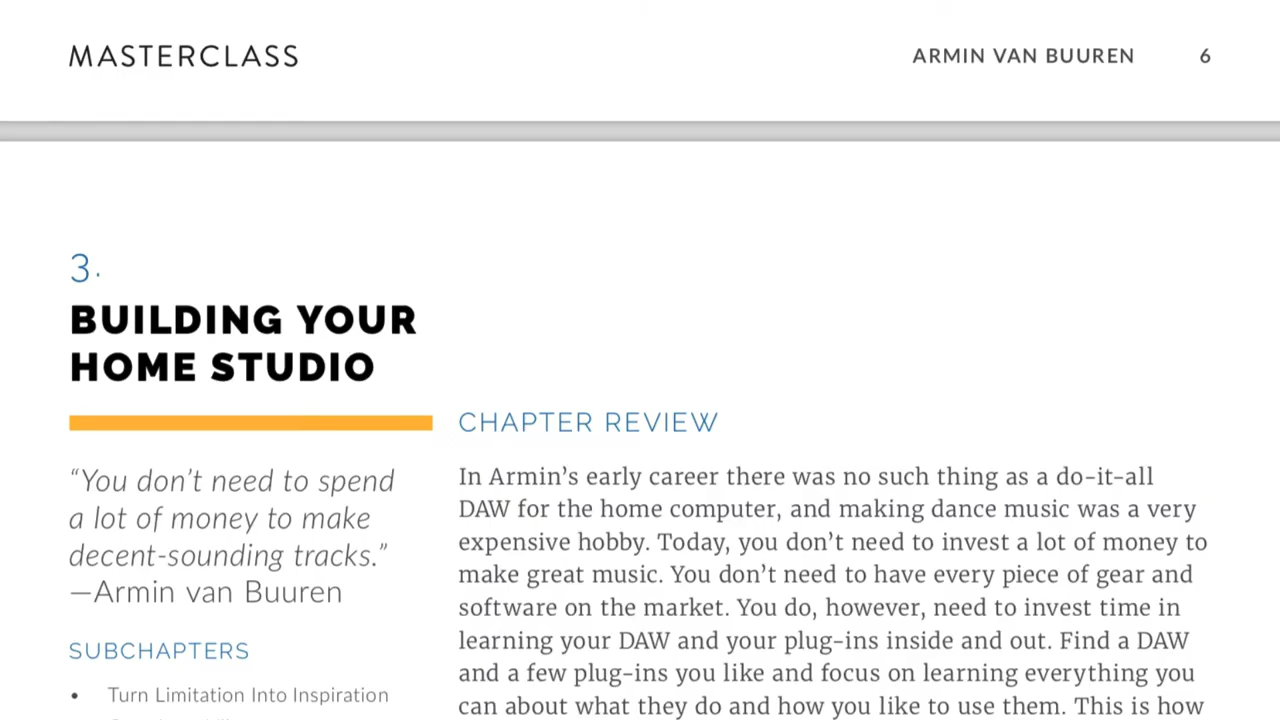 MASTERCLASS
ARMIN VAN BUUREN 6
3.
BUILDING YOUR
HOME STUDIO
“You don’t need to spend
a lot of money to make
decent-sounding tracks.”
—Armin van Buuren
SUBCHAPTERS
• Turn Limitation Into Inspiration
CHAPTER REVIEW
In Armin’s early career there was no such thing as a do-it-all
DAW for the home computer, and making dance music was a very
expensive hobby. Today, you don’t need to invest a lot of money to
make great music. You don’t need to have every piece of gear and
software on the market. You do, however, need to invest time in
learning your DAW and your plug-ins inside and out. Find a DAW
and a few plug-ins you like and focus on learning everything you
can about what they do and how you like to use them. This is how